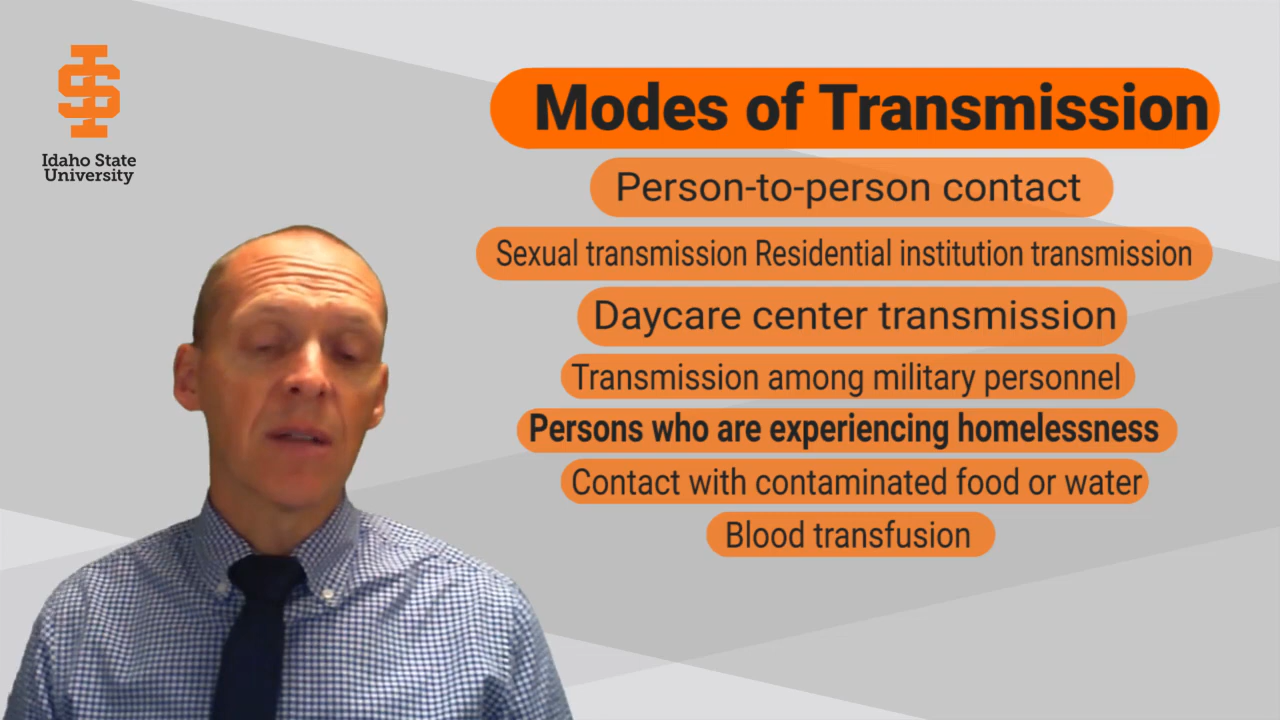 Idaho State
University
Modes of Transmission
Person-to-person contact
Sexual transmission Residential institution transmission
Daycare center transmission
Transmission among military personnel
Persons who are experiencing homelessness
Contact with contaminated food or water
Blood transfusion